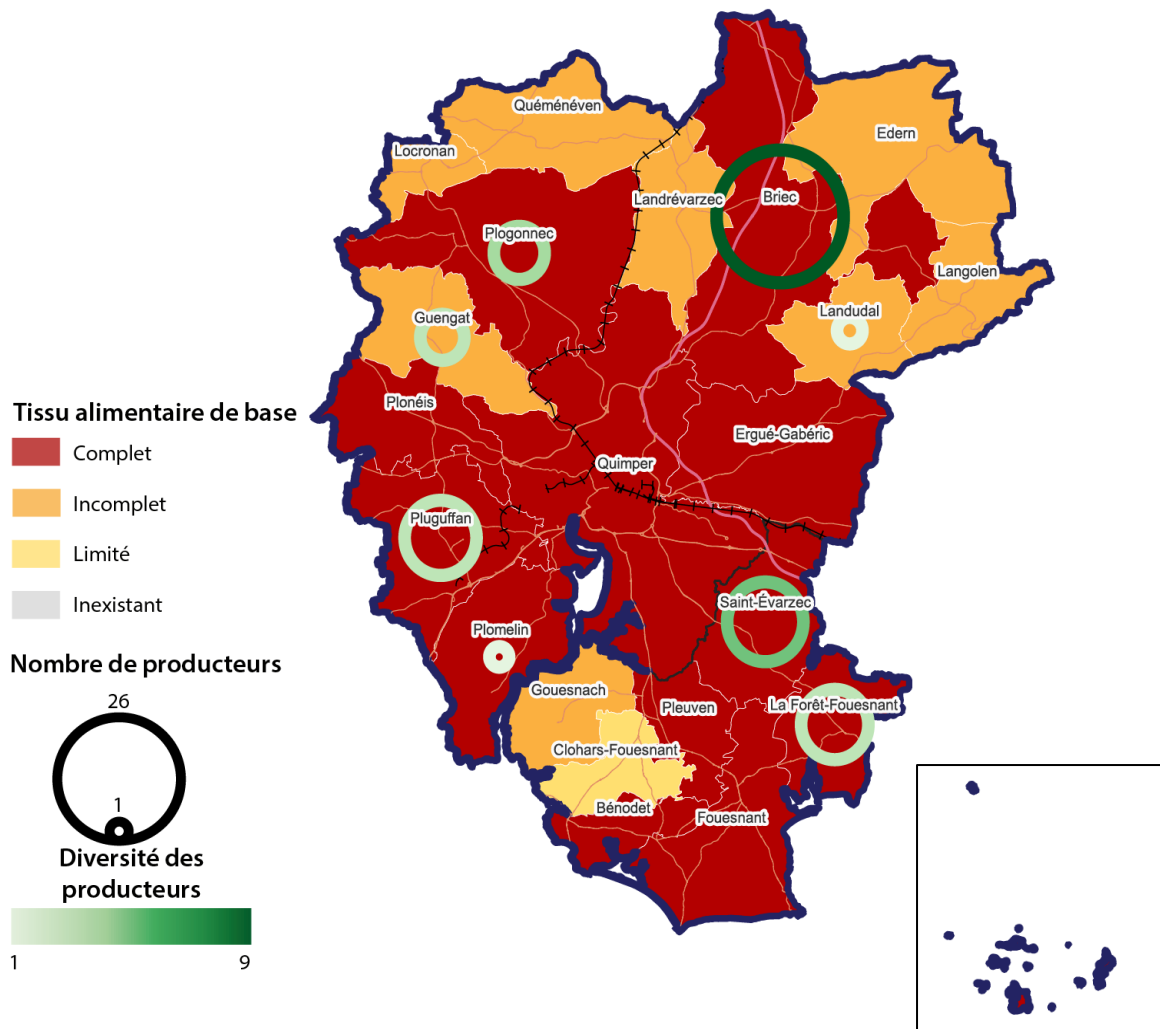 Quéménéven
Edern
Locronan
Landrévarzec
Briec
Plogonnec
Langolen
Landudal
Guengat
Plonéis
Ergué-Gabéric
Quimper
Pluguffan
Saint-Évarzec
Plomelin
Gouesnach
La Forêt-Fouesnant
Pleuven
Clohars-Fouesnant
Bénodet
Fouesnant
Tissu alimentaire de base
Complet
Incomplet
Limité
Inexistant
Nombre de producteurs
26
1
Diversité des
producteurs
1
9